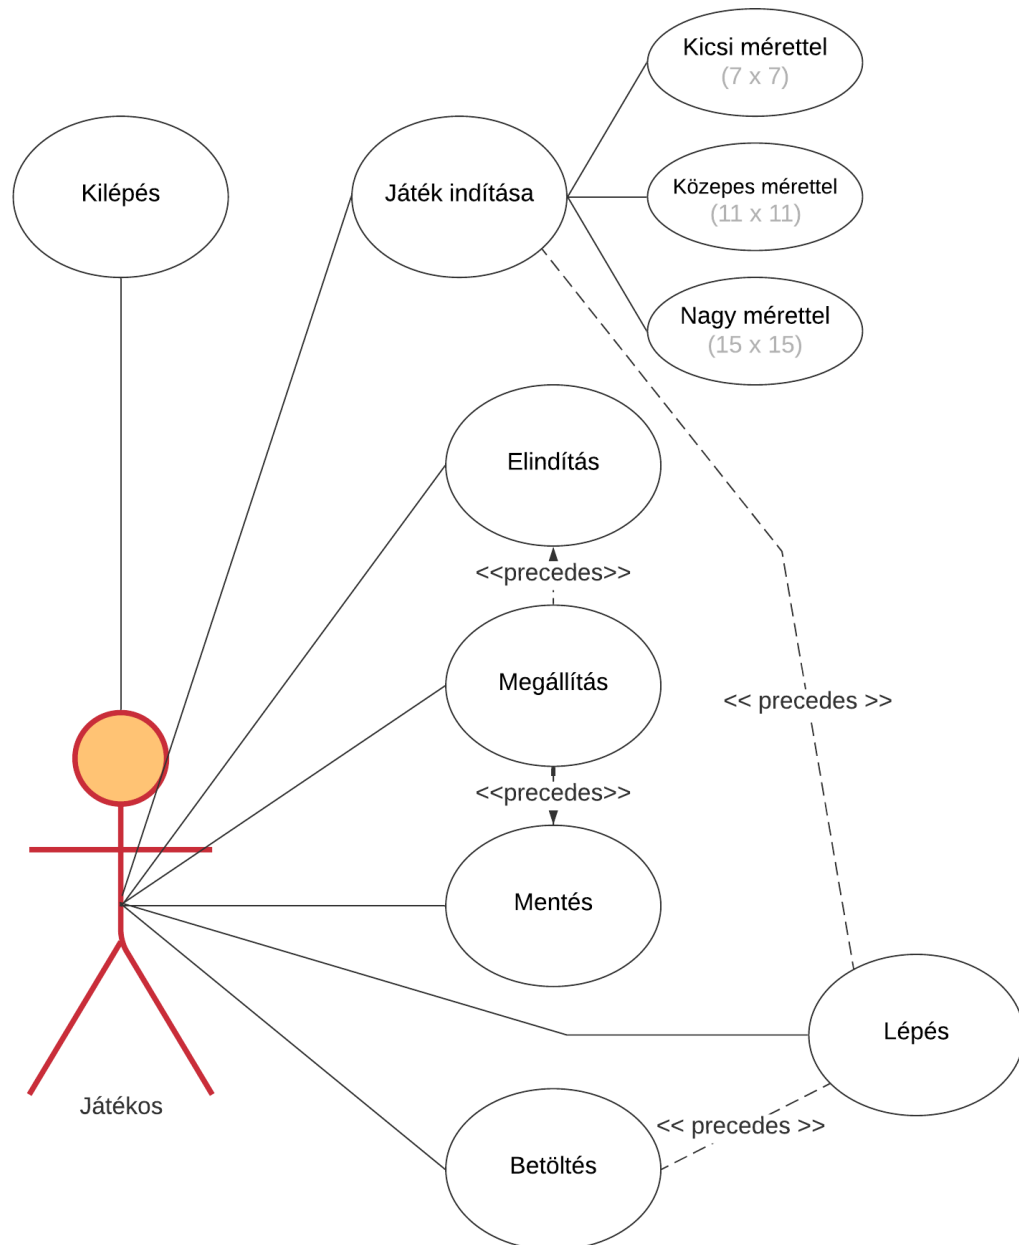 Kicsi mérettel
(7 x 7)
Kilépés
Játék indítása
Közepes mérettel
(11 x 11)
Nagy mérettel
(15 x 15)
Elindítás
<<precedes>>
Megállítás
<< precedes >>
<<precedes>>
Mentés
Lépés
Játékos
<< precedes >>
Betöltés